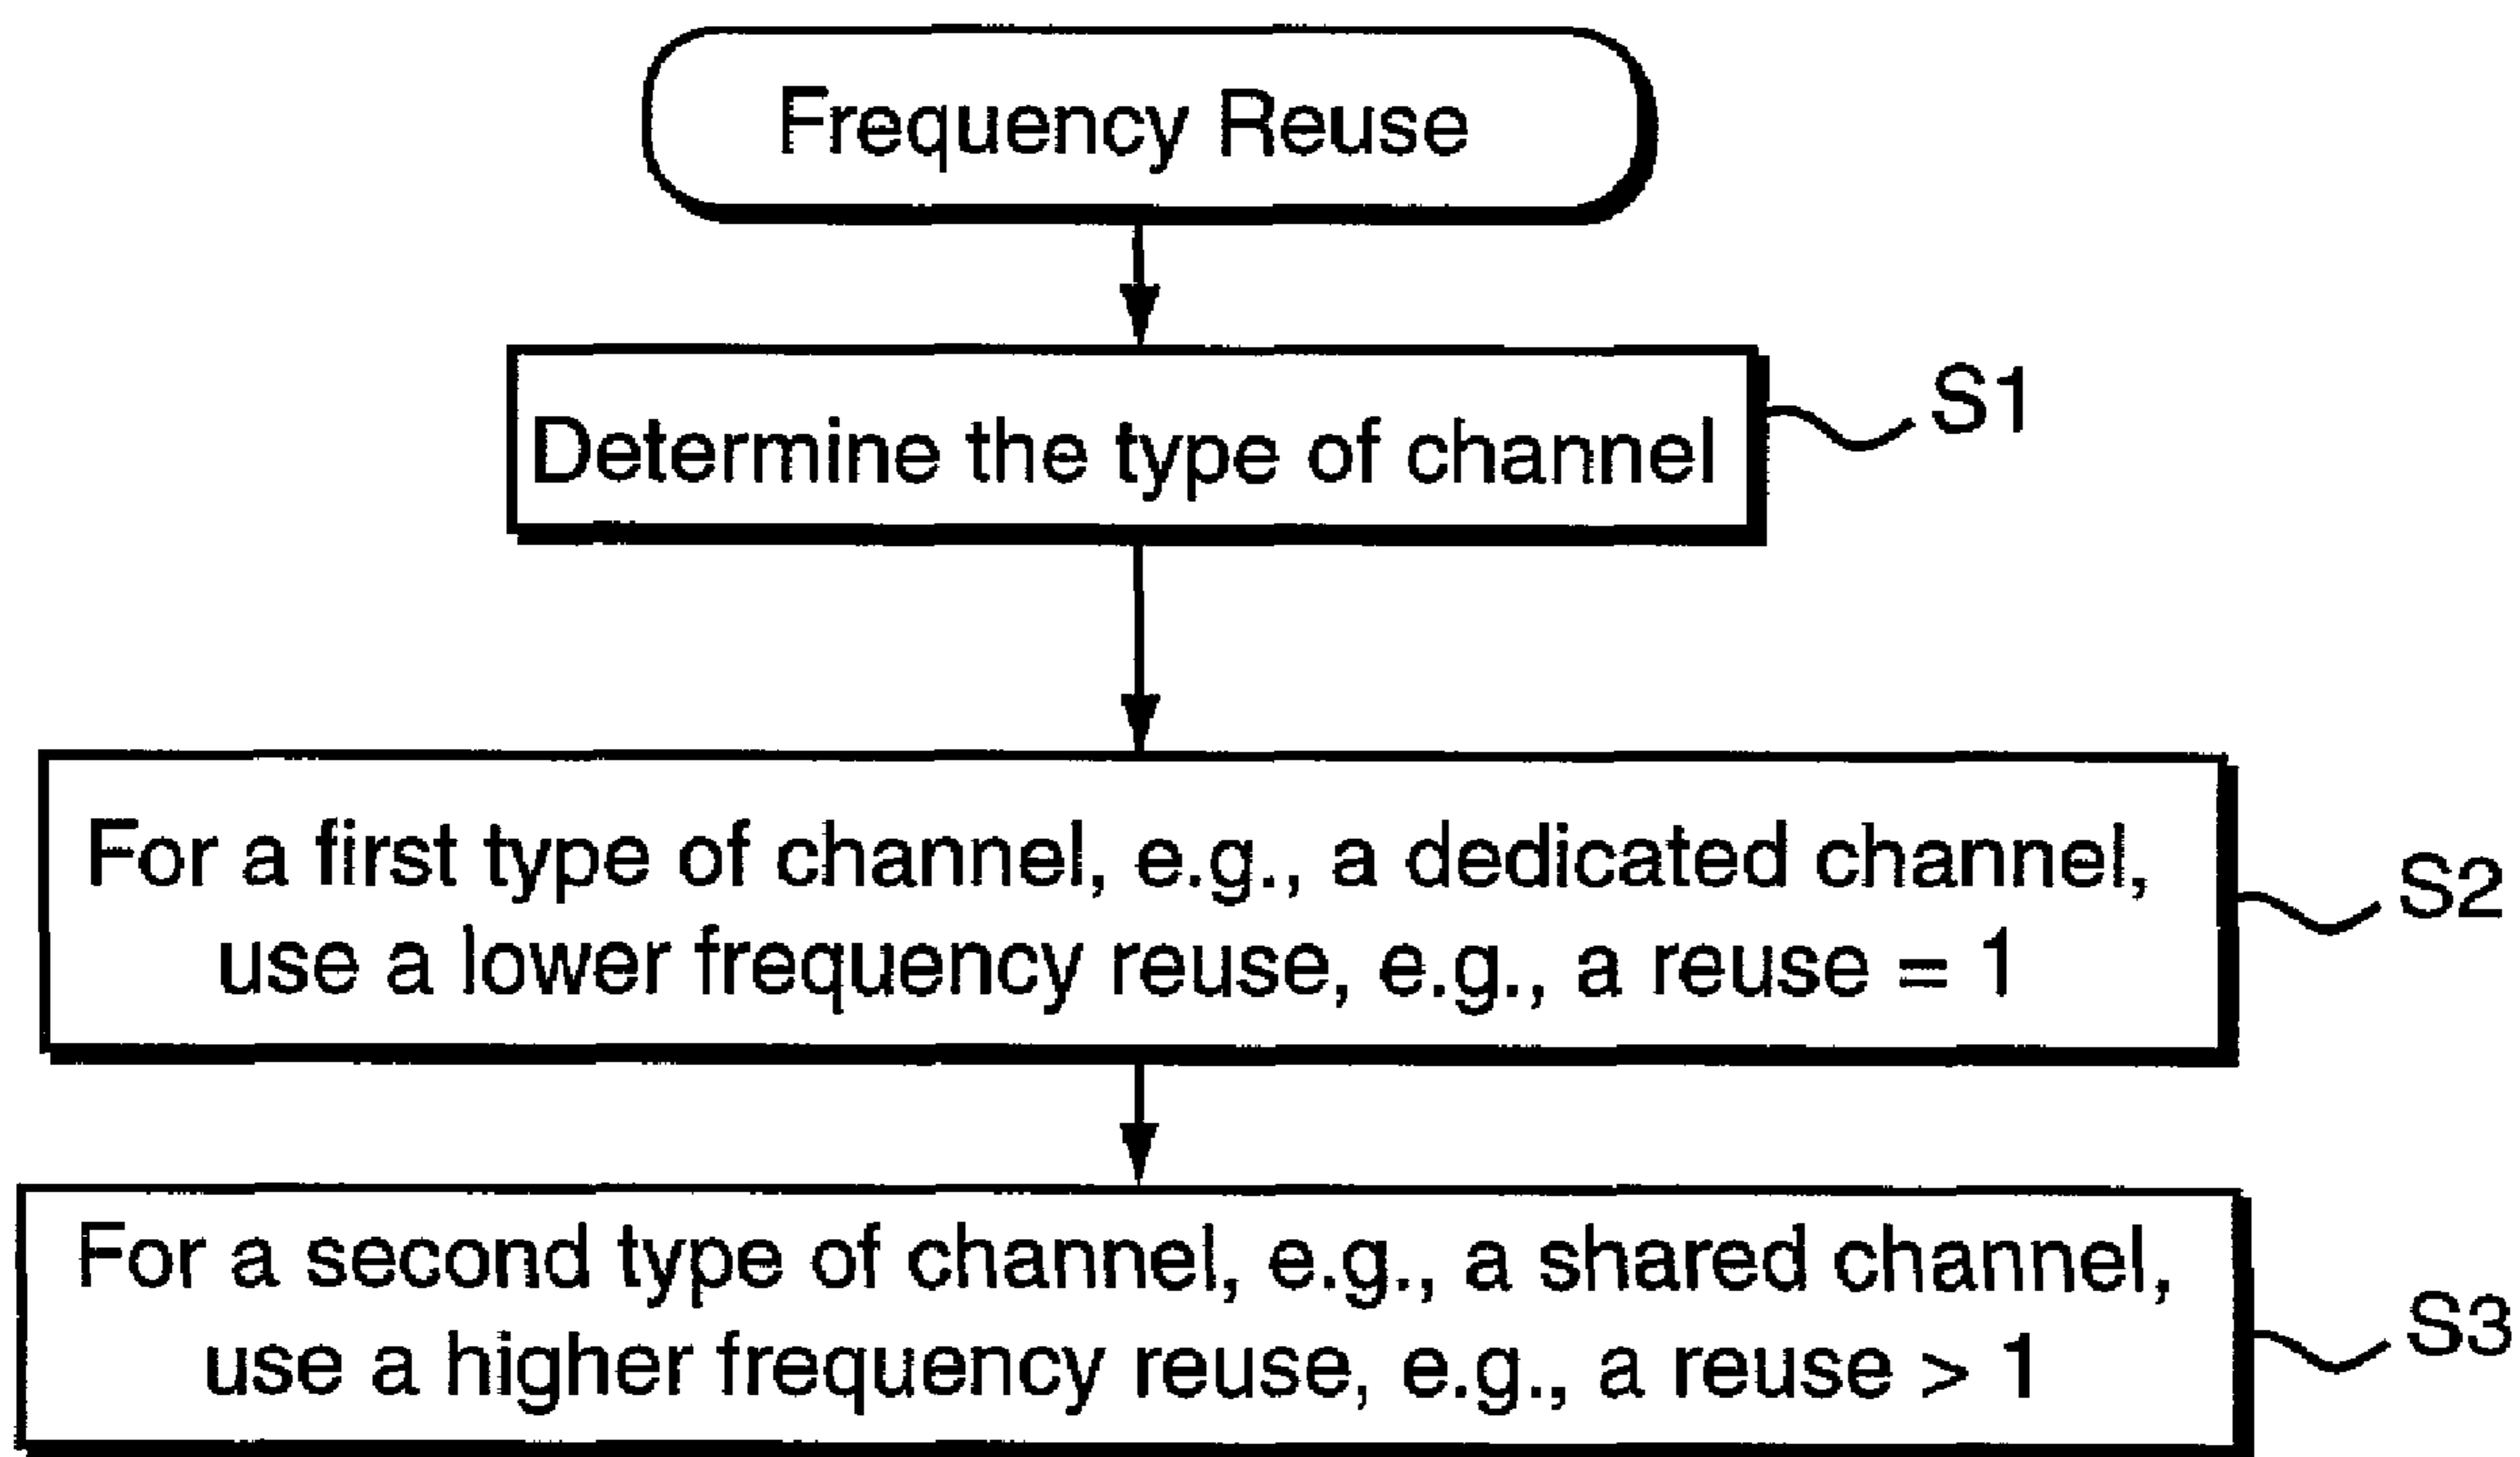 Frequency Reuse
Determine the type of channel
S1
For a first type of channel, e.g., a dedicated channel,
use a lower frequency reuse, e.g., a reuse = 1
S2
For a second type of channel, e.g., a shared channel,
use a higher frequency reuse, e.g., a reuse > 1
S3